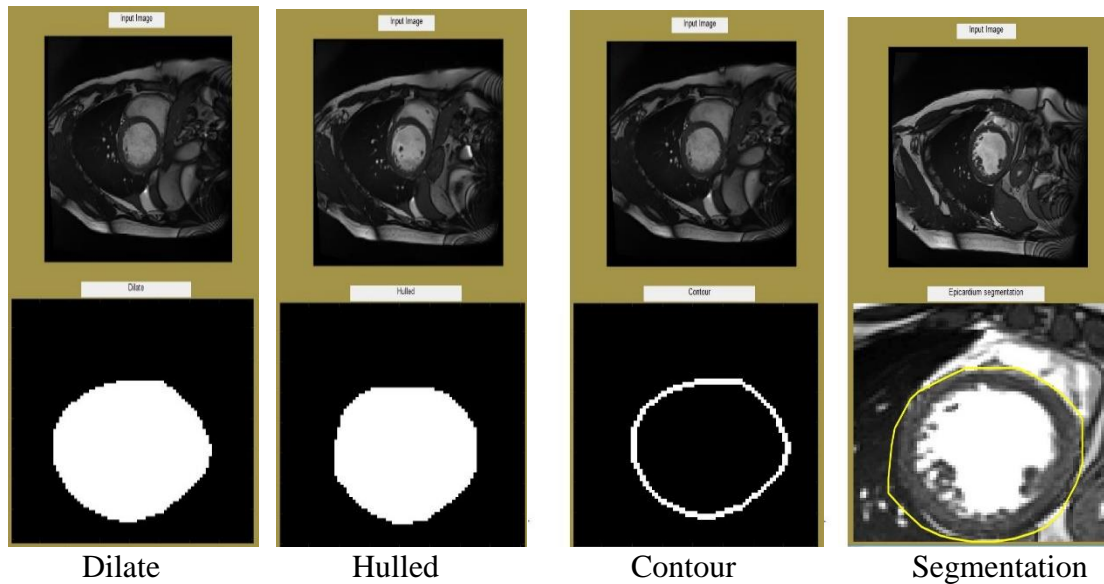 Input Image
Input Image
Input Image
Input Image
Dilate
Hulled
Contour
Epicardium segmentation
Dilate
Hulled
Contour
Segmentation